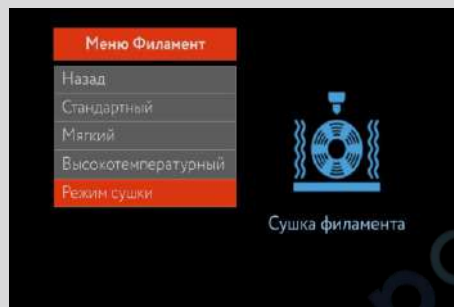 Меню Филамент
Назад
Стандартный
Мягкий
Высокотемпературный
Режим сушки
Сушка филамента